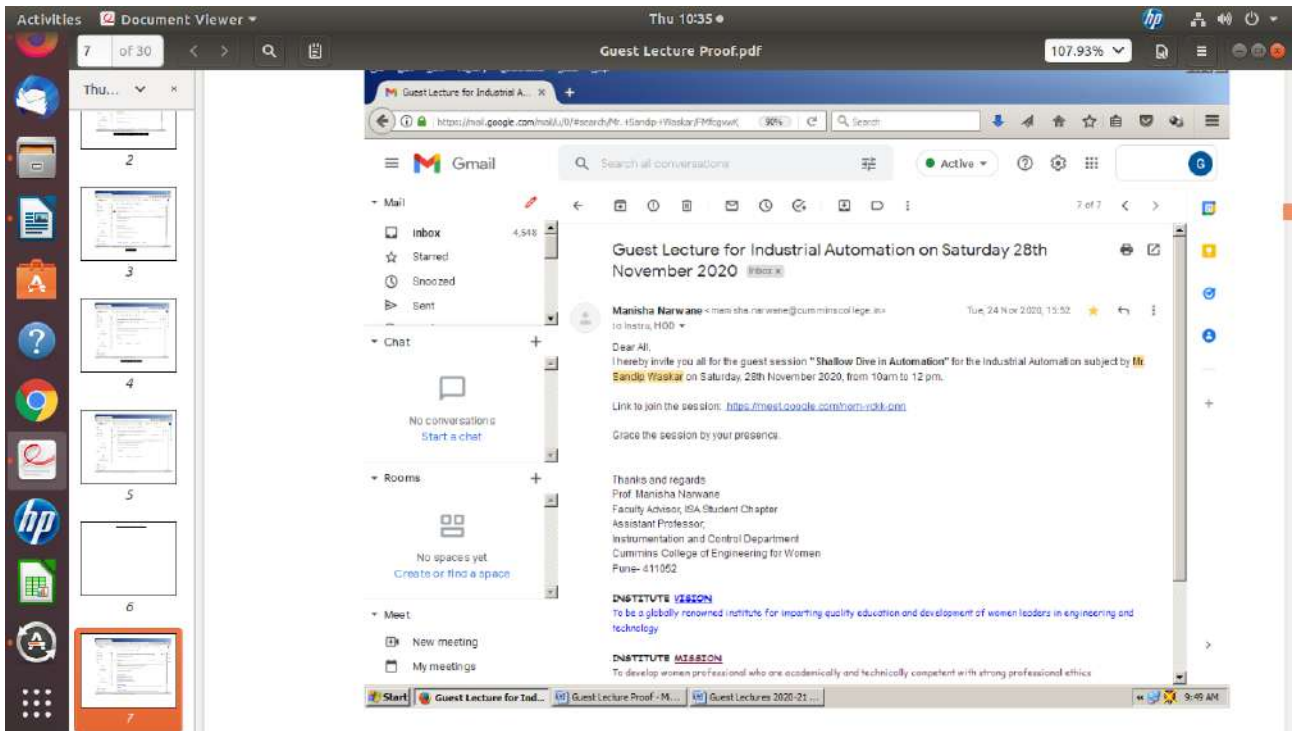 Activities Document Viewer Thu 10:35
7 of 30 Guest Lecture Proof.pdf 107.93%
Thu...
2
3
4
5
6
7
Guest Lecture for Industrial A... × +
90% Search
Gmail Search all conversations Active G
Mail
Inbox 4,548
Starred
Snoozed
Sent
Chat +
No conversations
Start a chat
Rooms +
No spaces yet
Create or find a space
Meet
New meeting
My meetings
7 of 7
Guest Lecture for Industrial Automation on Saturday 28th
November 2020 Inbox x
Manisha Narwane <manisha.narwane@cumminscollege.in> Tue, 24 Nov 2020, 15:52
to Instru, HOD
Dear All,
I hereby invite you all for the guest session "Shallow Dive in Automation" for the Industrial Automation subject by Mr.
Sandip Waskar on Saturday, 28th November 2020, from 10am to 12 pm.
Link to join the session:
Grace the session by your presence.
Thanks and regards
Prof. Manisha Narwane
Faculty Advisor, ISA Student Chapter
Assistant Professor,
Instrumentation and Control Department
Cummins College of Engineering for Women
Pune- 411052
INSTITUTE VISION
To be a globally renowned institute for imparting quality education and development of women leaders in engineering and
technology
INSTITUTE MISSION
To develop women professional who are academically and technically competent with strong professional ethics
Start Guest Lecture for Ind... Guest Lecture Proof - M... Guest Lectures 2020-21 ... 9:49 AM